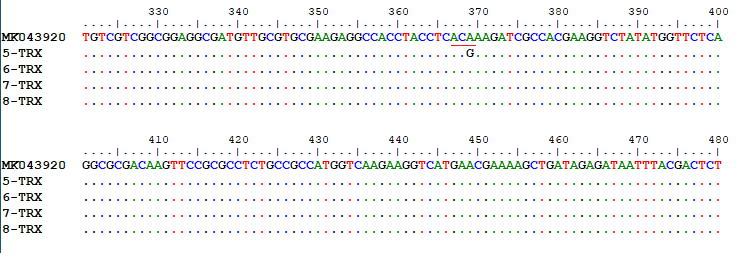 330 340 350 360 370 380 390 400
....|....|....|....|....|....|....|....|....|....|....|....|....|....|....|....|
MK043920 TGTCGTCGGCGGAGGCGATGTTGCGTGCGAAGAGGCCACCTACCTCACAAAGATCGCCACGAAGGTCTATATGGTTCTCA
5-TRX ................................................G...............................
6-TRX ................................................................................
7-TRX ................................................................................
8-TRX ................................................................................
410 420 430 440 450 460 470 480
....|....|....|....|....|....|....|....|....|....|....|....|....|....|....|....|
MK043920 GGCGCGACAAGTTCCGCGCCTCTGCCGCCATGGTCAAGAAGGTCATGAACGAAAAGCTGATAGAGATAATTTACGACTCT
5-TRX ................................................................................
6-TRX ................................................................................
7-TRX ................................................................................
8-TRX ................................................................................